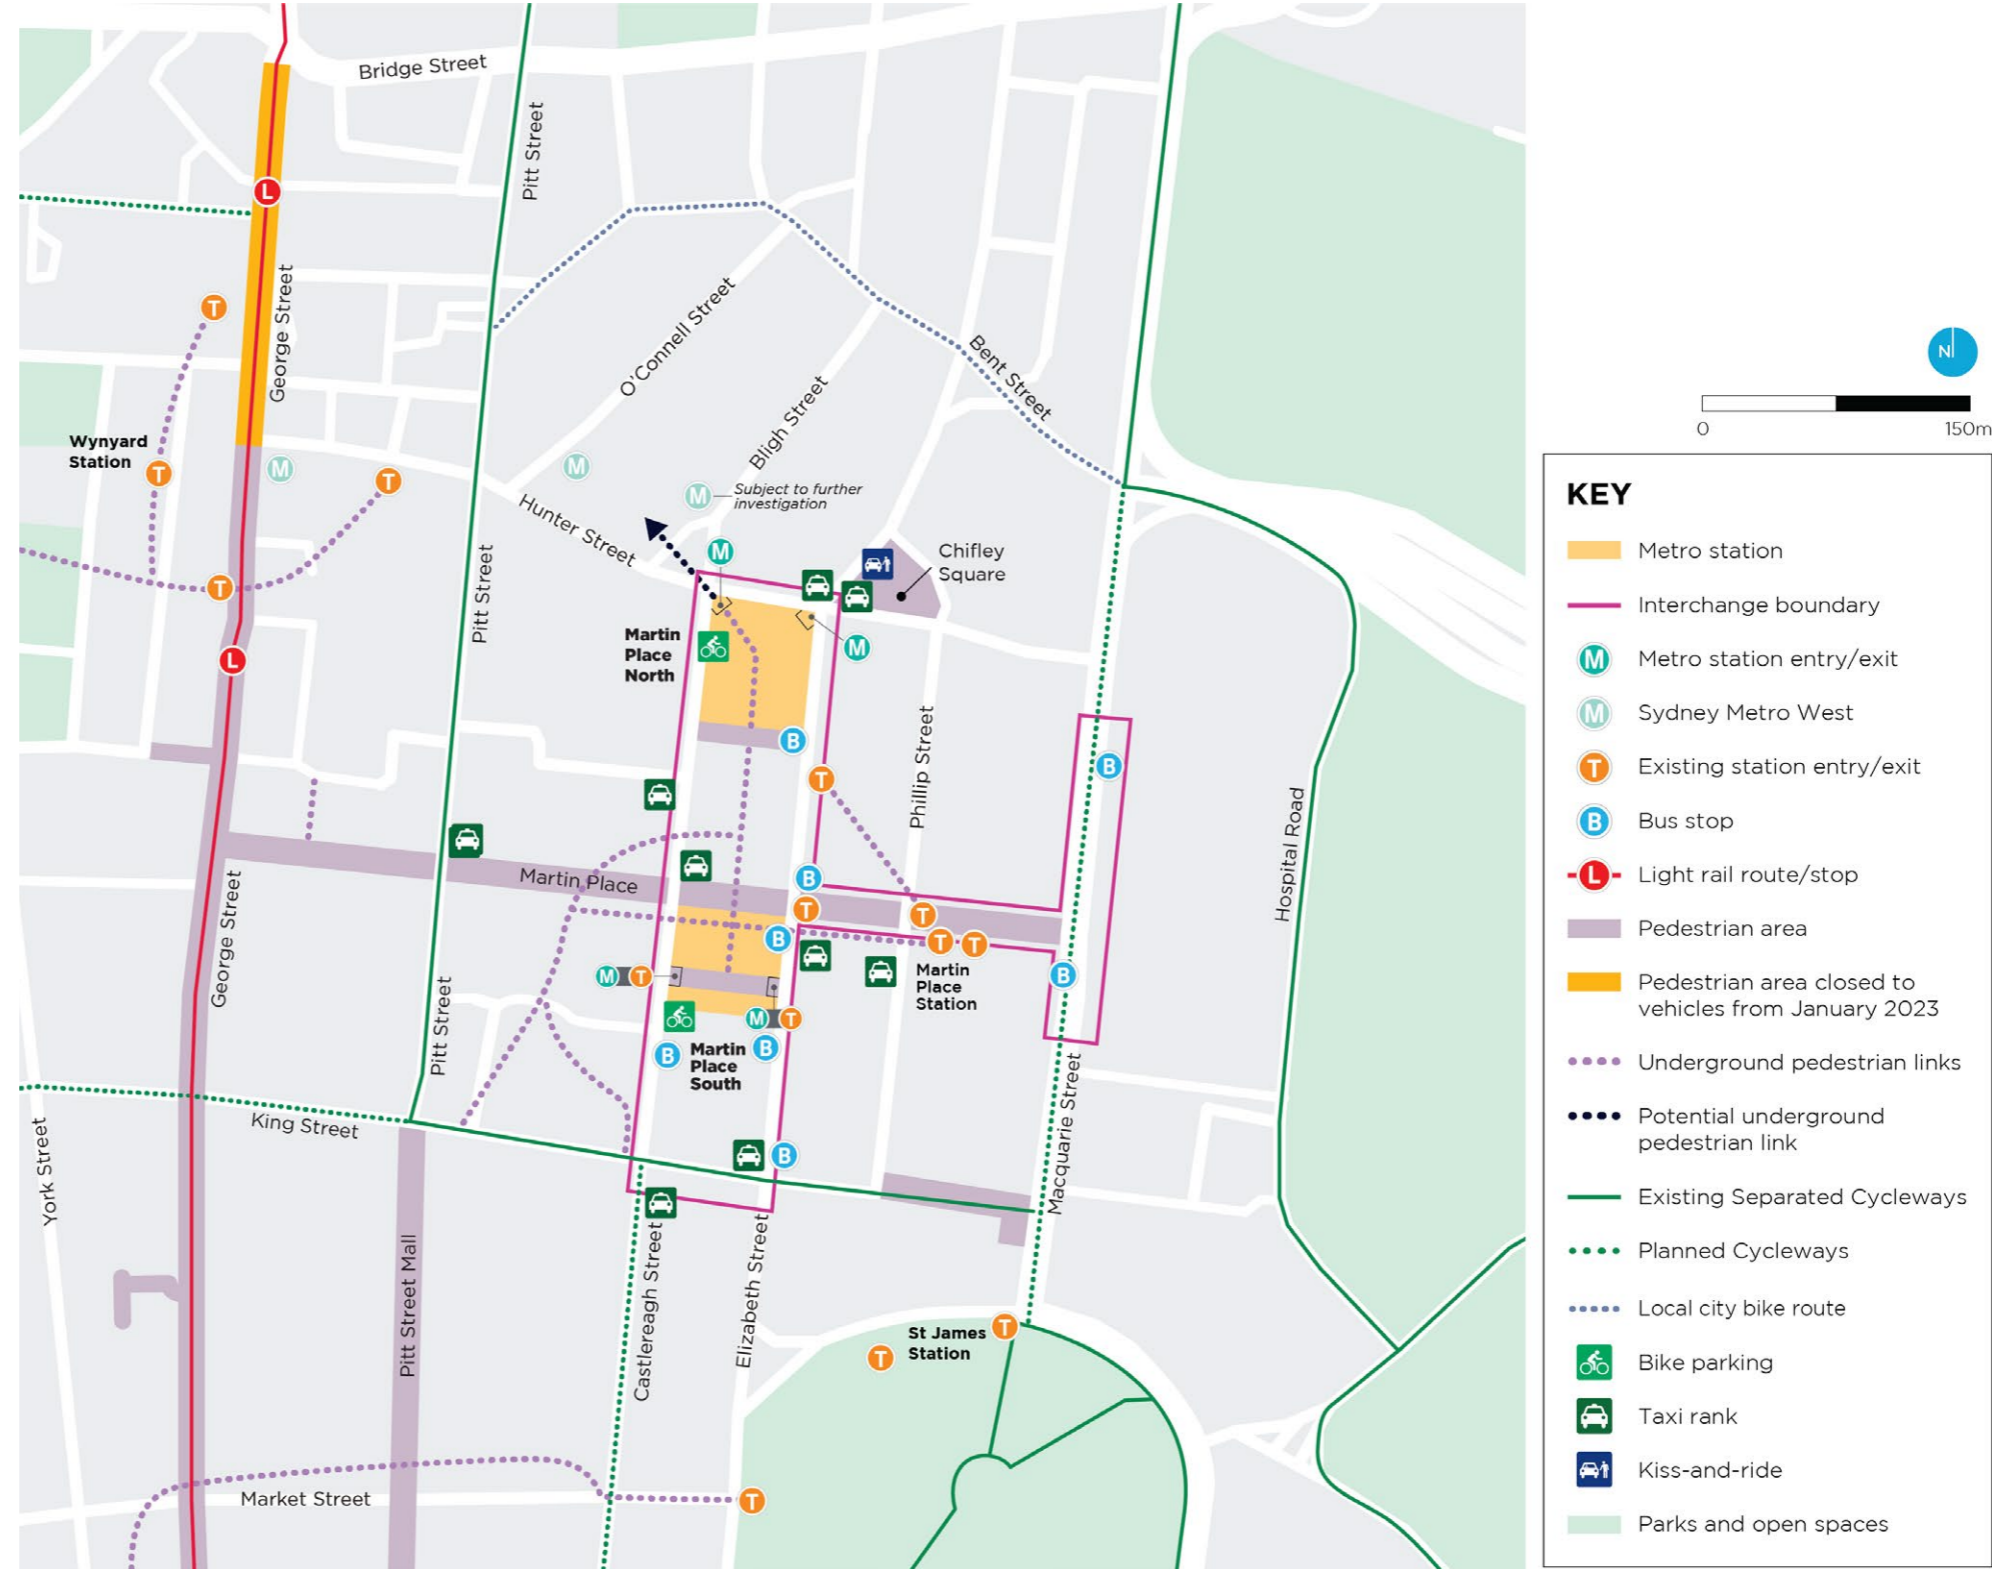 Bridge Street
Pitt Street
L
George Street
T
O'Connell Street
Bent Street
Bligh Street
Wynyard
Station
T
M
T
M
M
Subject to further
investigation
Hunter Street
M
Chifley
Square
Pitt Street
T
L
Martin
Place
North
M
B
T
B
Phillip Street
Hospital Road
Martin Place
B
T
T
B
T
T
George Street
M
T
Martin
Place
Station
B
Pitt Street
M
T
B
Martin
Place
South
B
King Street
York Street
B
Macquarie Street
Pitt Street Mall
Castlereagh Street
Elizabeth Street
St James
Station
T
T
Market Street
T
N
0
150m
KEY
Metro station
Interchange boundary
M
Metro station entry/exit
M
Sydney Metro West
T
Existing station entry/exit
B
Bus stop
L
Light rail route/stop
Pedestrian area
Pedestrian area closed to
vehicles from January 2023
Underground pedestrian links
Potential underground
pedestrian link
Existing Separated Cycleways
Planned Cycleways
Local city bike route
Bike parking
Taxi rank
Kiss-and-ride
Parks and open spaces